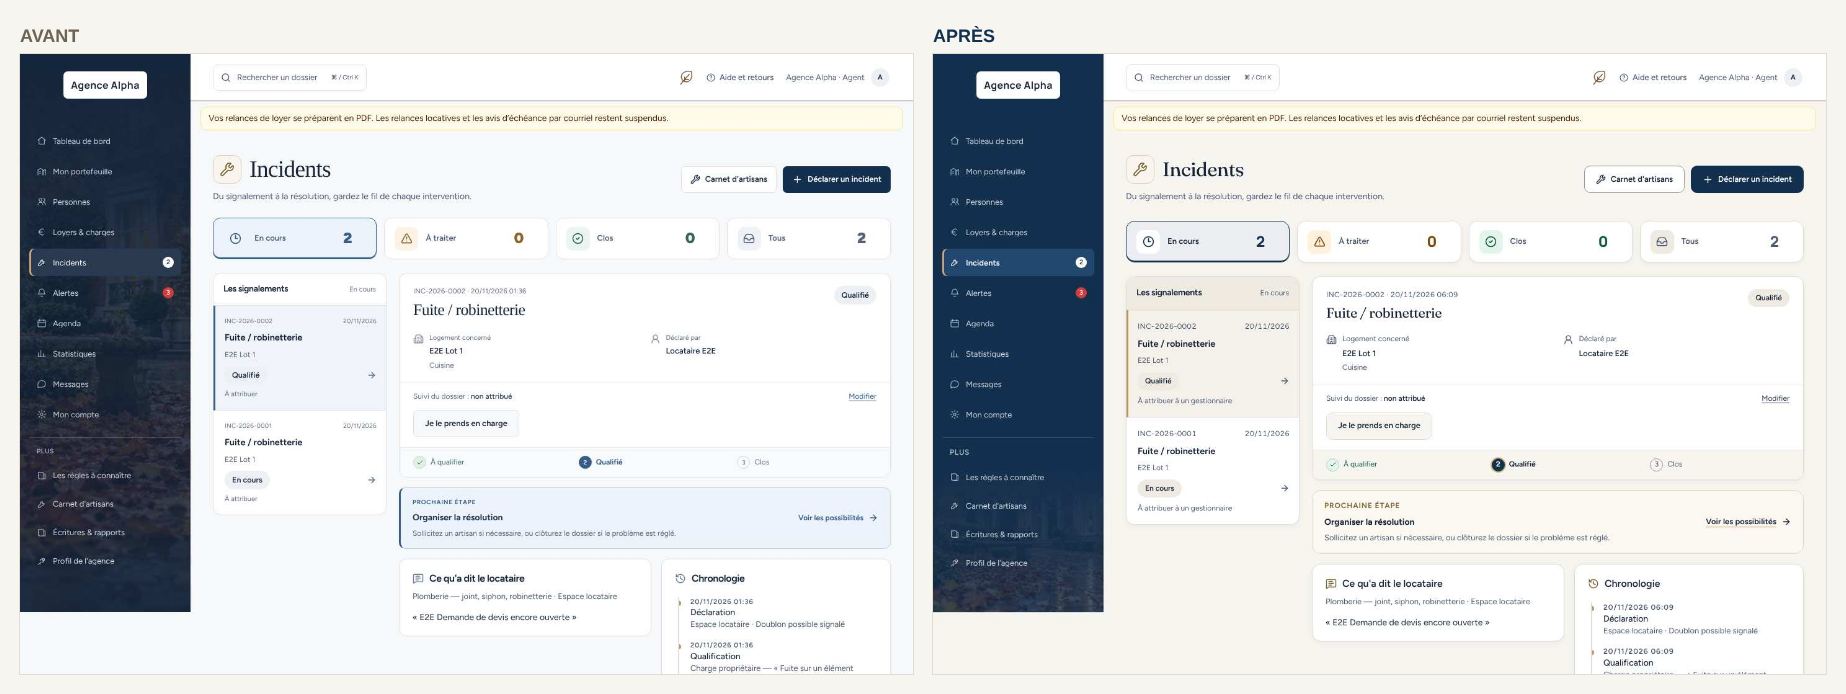 AVANT
Agence Alpha
Rechercher un dossier ⌘ / Ctrl K
Aide et retours
Agence Alpha · Agent
A
Vos relances de loyer se préparent en PDF. Les relances locatives et les avis d'échéance par courriel restent suspendus.
Tableau de bord
Mon portefeuille
Personnes
Loyers & charges
Incidents 2
Alertes 3
Agenda
Statistiques
Messages
Mon compte
PLUS
Les règles à connaître
Carnet d'artisans
Écritures & rapports
Profil de l'agence
Incidents
Du signalement à la résolution, gardez le fil de chaque intervention.
Carnet d'artisans
+ Déclarer un incident
En cours 2
À traiter 0
Clos 0
Tous 2
Les signalements En cours
INC-2026-0002 20/11/2026
Fuite / robinetterie
E2E Lot 1
Qualifié
À attribuer
INC-2026-0001 20/11/2026
Fuite / robinetterie
E2E Lot 1
En cours
À attribuer
INC-2026-0002 · 20/11/2026 01:36
Qualifié
Fuite / robinetterie
Logement concerné
E2E Lot 1
Cuisine
Déclaré par
Locataire E2E
Suivi du dossier : non attribué
Modifier
Je le prends en charge
À qualifier
2 Qualifié
3 Clos
PROCHAINE ÉTAPE
Organiser la résolution
Voir les possibilités
Sollicitez un artisan si nécessaire, ou clôturez le dossier si le problème est réglé.
Ce qu'a dit le locataire
Plomberie — joint, siphon, robinetterie · Espace locataire
« E2E Demande de devis encore ouverte »
Chronologie
20/11/2026 01:36
Déclaration
Espace locataire · Doublon possible signalé
20/11/2026 01:36
Qualification
Charge propriétaire — « Fuite sur un élément
APRÈS
Agence Alpha
Rechercher un dossier ⌘ / Ctrl K
Aide et retours
Agence Alpha · Agent
A
Vos relances de loyer se préparent en PDF. Les relances locatives et les avis d'échéance par courriel restent suspendus.
Tableau de bord
Mon portefeuille
Personnes
Loyers & charges
Incidents 2
Alertes 3
Agenda
Statistiques
Messages
Mon compte
PLUS
Les règles à connaître
Carnet d'artisans
Écritures & rapports
Profil de l'agence
Incidents
Du signalement à la résolution, gardez le fil de chaque intervention.
Carnet d'artisans
+ Déclarer un incident
En cours 2
À traiter 0
Clos 0
Tous 2
Les signalements En cours
INC-2026-0002 20/11/2026
Fuite / robinetterie
E2E Lot 1
Qualifié
À attribuer à un gestionnaire
INC-2026-0001 20/11/2026
Fuite / robinetterie
E2E Lot 1
En cours
À attribuer à un gestionnaire
INC-2026-0002 · 20/11/2026 06:09
Qualifié
Fuite / robinetterie
Logement concerné
E2E Lot 1
Cuisine
Déclaré par
Locataire E2E
Suivi du dossier : non attribué
Modifier
Je le prends en charge
À qualifier
2 Qualifié
3 Clos
PROCHAINE ÉTAPE
Organiser la résolution
Voir les possibilités
Sollicitez un artisan si nécessaire, ou clôturez le dossier si le problème est réglé.
Ce qu'a dit le locataire
Plomberie — joint, siphon, robinetterie · Espace locataire
« E2E Demande de devis encore ouverte »
Chronologie
20/11/2026 06:09
Déclaration
Espace locataire · Doublon possible signalé
20/11/2026 06:09
Qualification